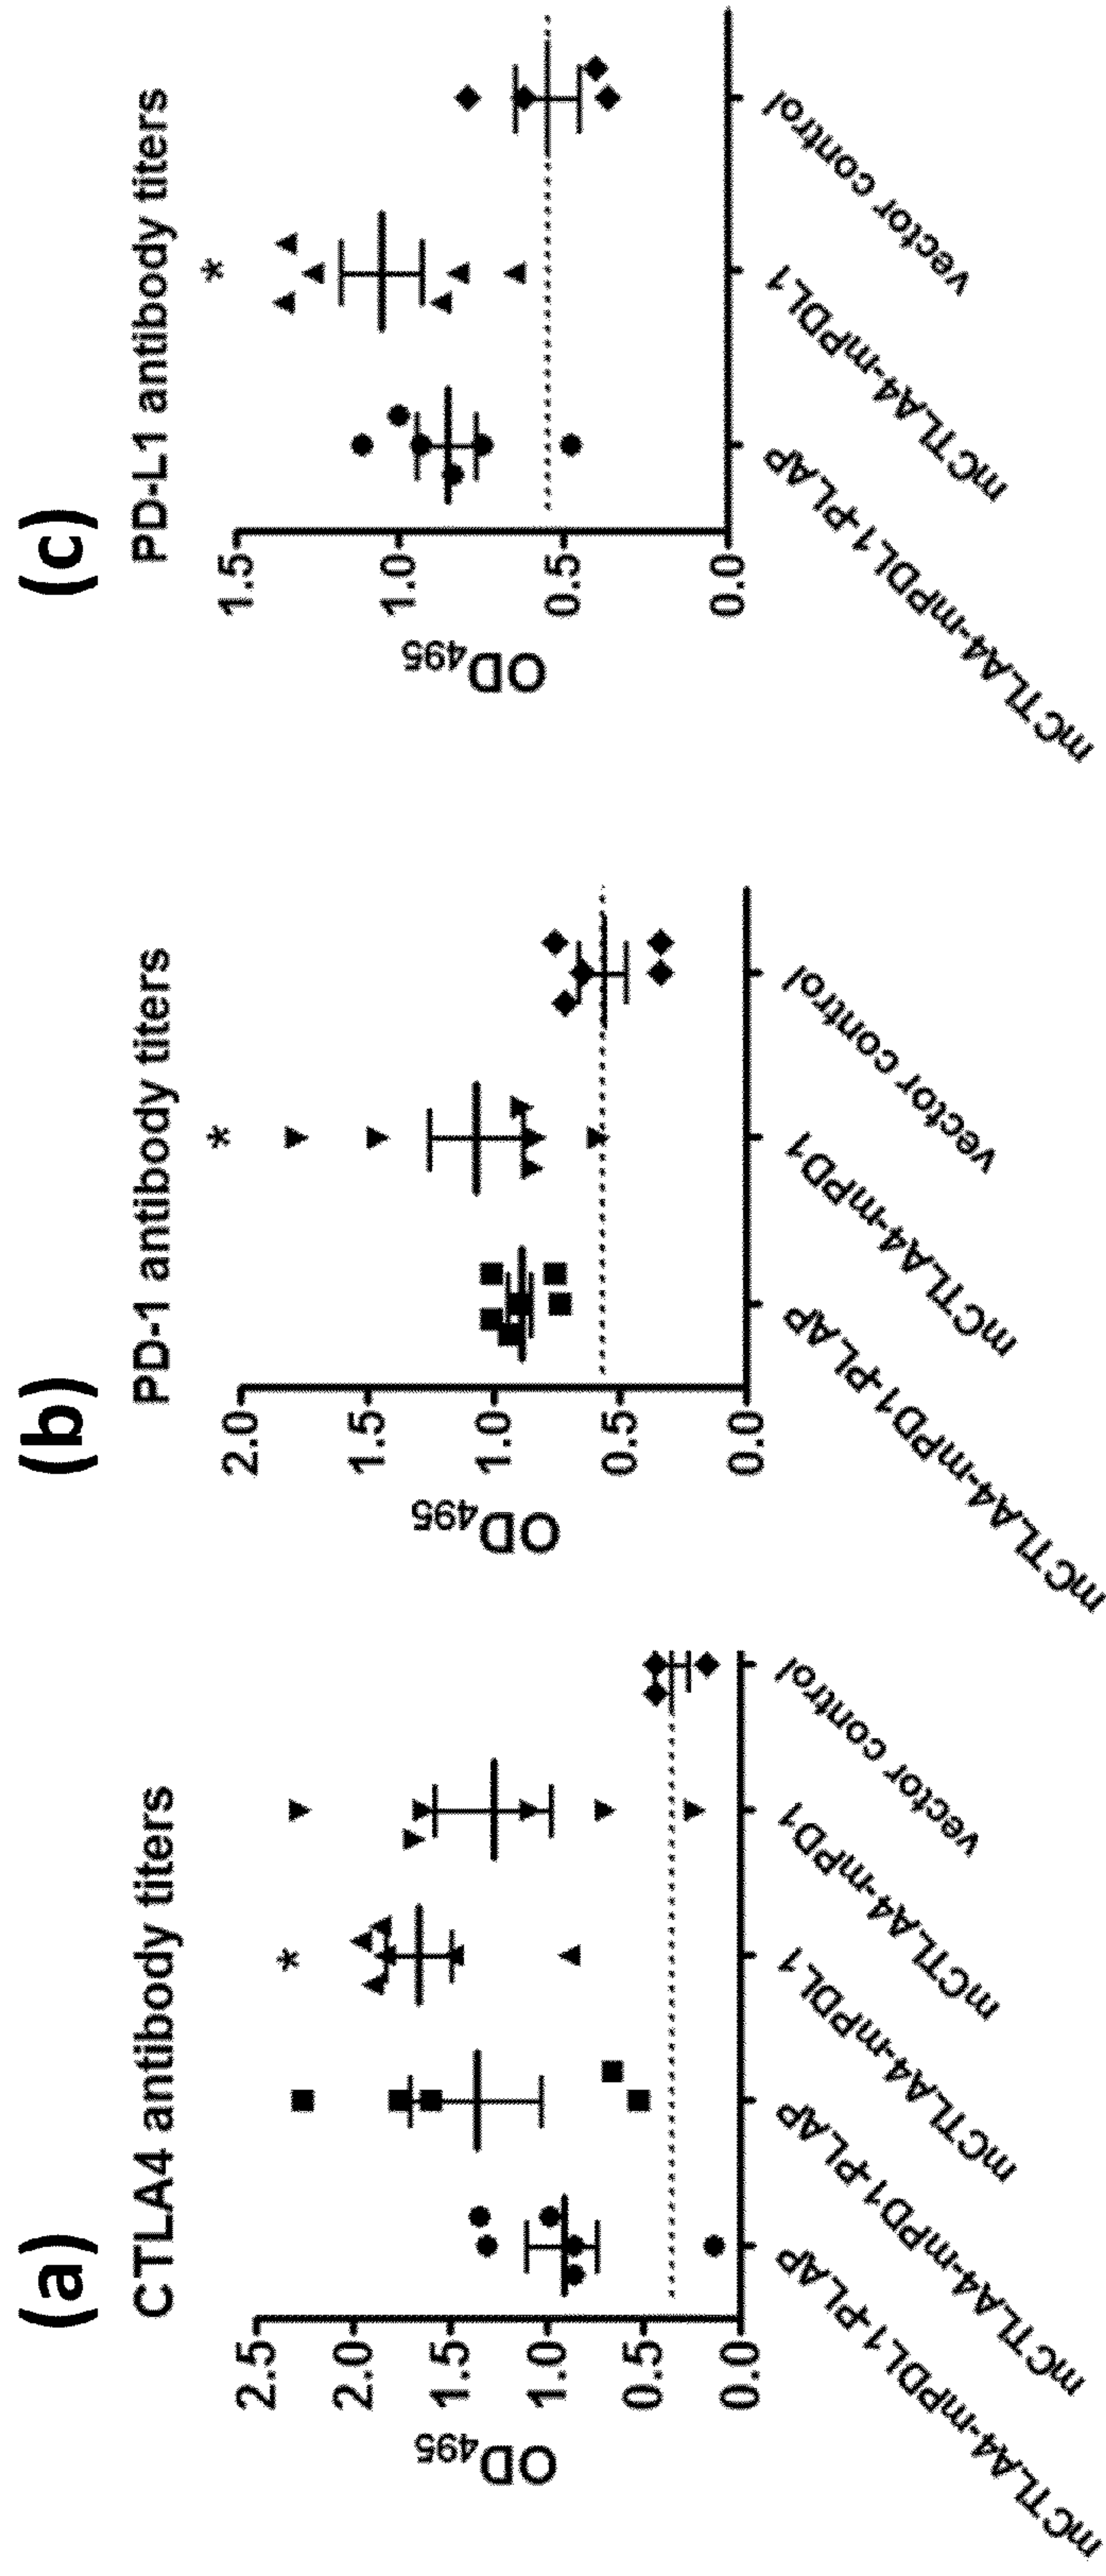 (a)
CTLA4 antibody titers
OD495
2.5
2.0
1.5
1.0
0.5
0.0
*
mCTLA4-mPDL1-PLAP
mCTLA4-mPD1-PLAP
mCTLA4-mPDL1
mCTLA4-mPD1
vector control
(b)
PD-1 antibody titers
OD495
2.0
1.5
1.0
0.5
0.0
*
mCTLA4-mPD1-PLAP
mCTLA4-mPD1
vector control
(c)
PD-L1 antibody titers
OD495
1.5
1.0
0.5
0.0
*
mCTLA4-mPDL1-PLAP
mCTLA4-mPDL1
vector control